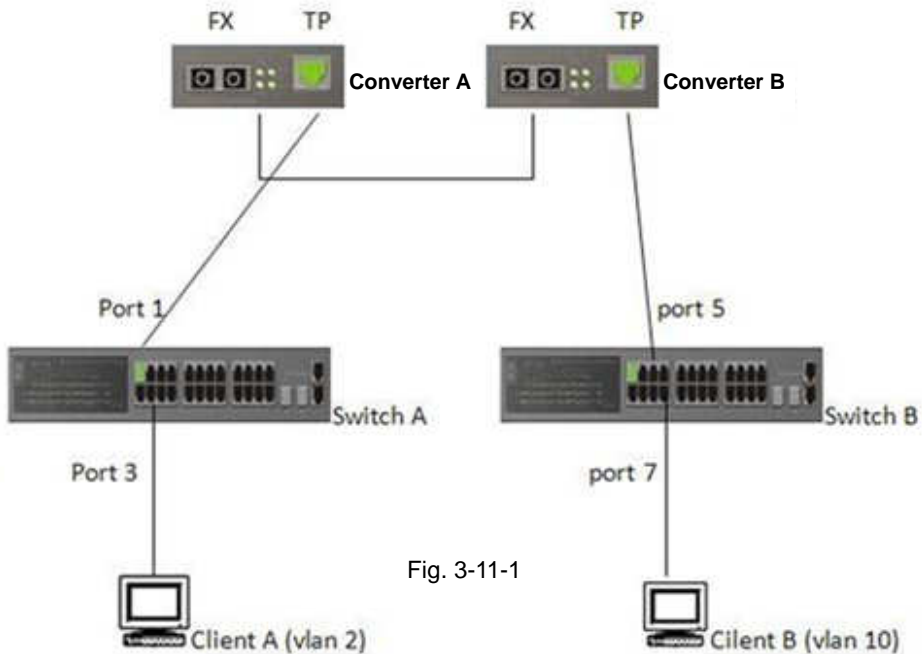 FX TP
FX TP
Converter A
Converter B
Port 1
port 5
Switch A
Switch B
Port 3
port 7
Fig. 3-11-1
Client A (vlan 2)
Cilent B (vlan 10)